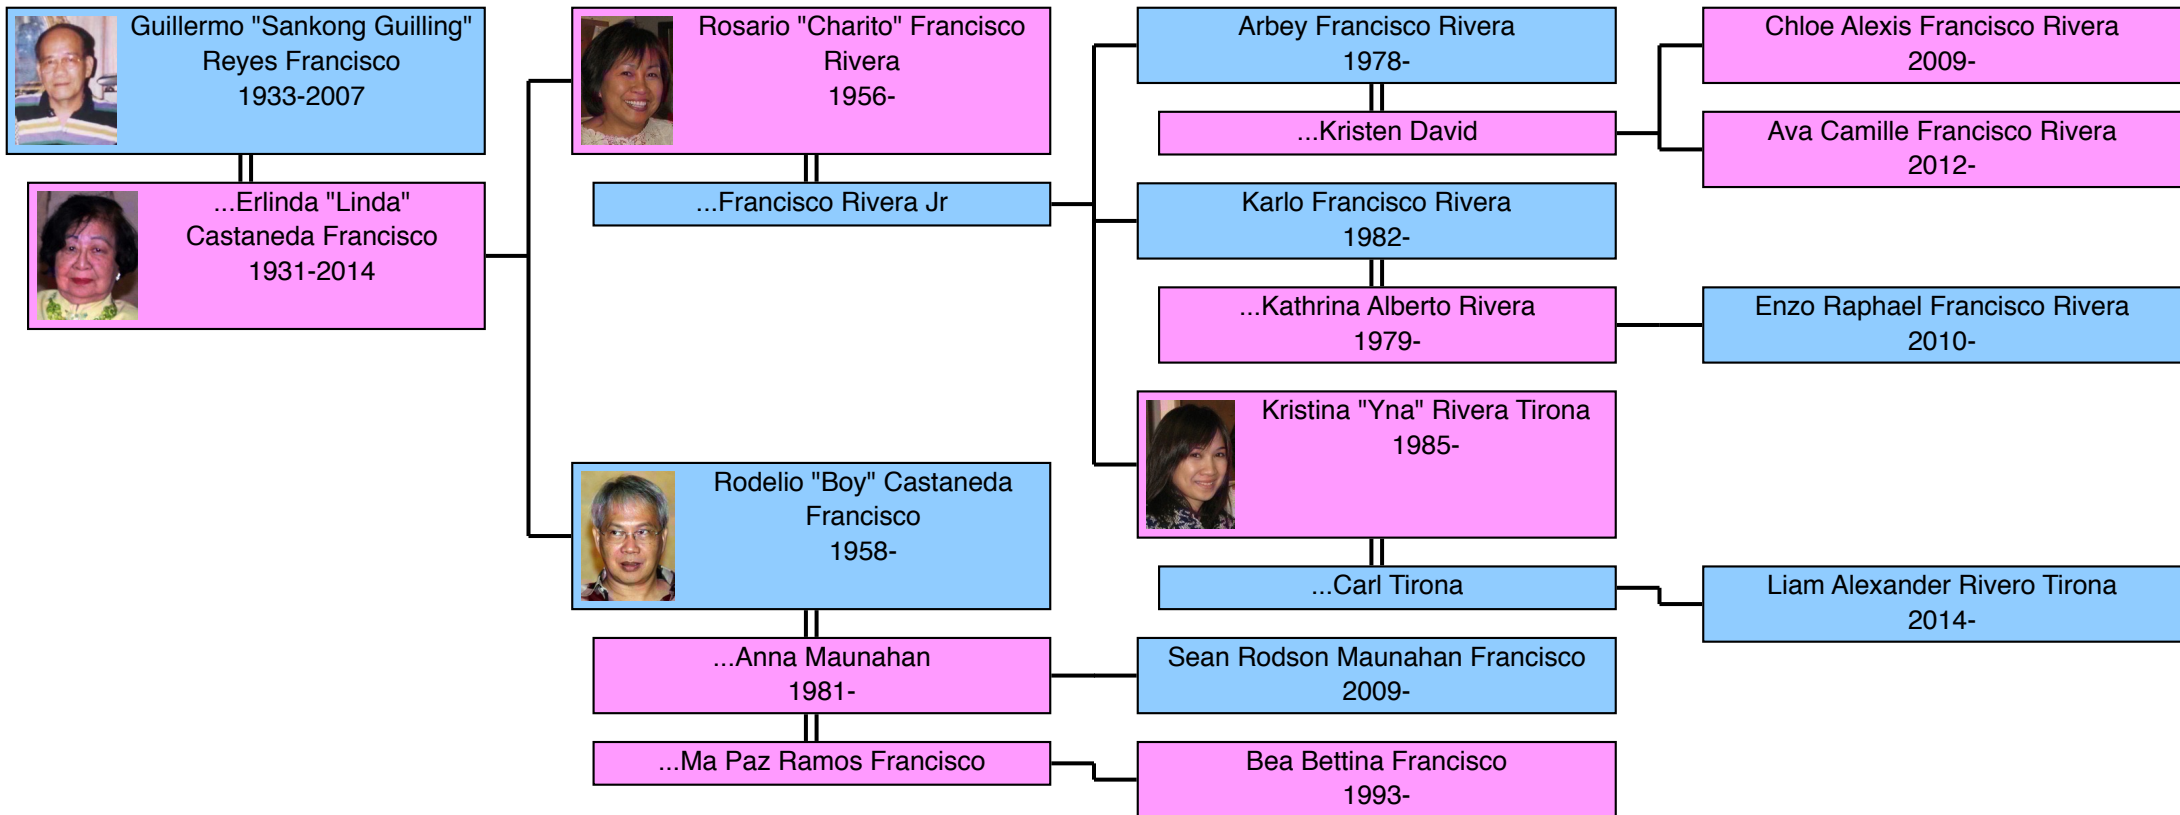 Guillermo "Sankong Guilling"
Reyes Francisco
1933-2007
...Erlinda "Linda"
Castaneda Francisco
1931-2014
Rosario "Charito" Francisco
Rivera
1956-
...Francisco Rivera Jr
Arbey Francisco Rivera
1978-
...Kristen David
Chloe Alexis Francisco Rivera
2009-
Ava Camille Francisco Rivera
2012-
Karlo Francisco Rivera
1982-
...Kathrina Alberto Rivera
1979-
Enzo Raphael Francisco Rivera
2010-
Kristina "Yna" Rivera Tirona
1985-
...Carl Tirona
Liam Alexander Rivero Tirona
2014-
Rodelio "Boy" Castaneda
Francisco
1958-
...Anna Maunahan
1981-
Sean Rodson Maunahan Francisco
2009-
...Ma Paz Ramos Francisco
Bea Bettina Francisco
1993-